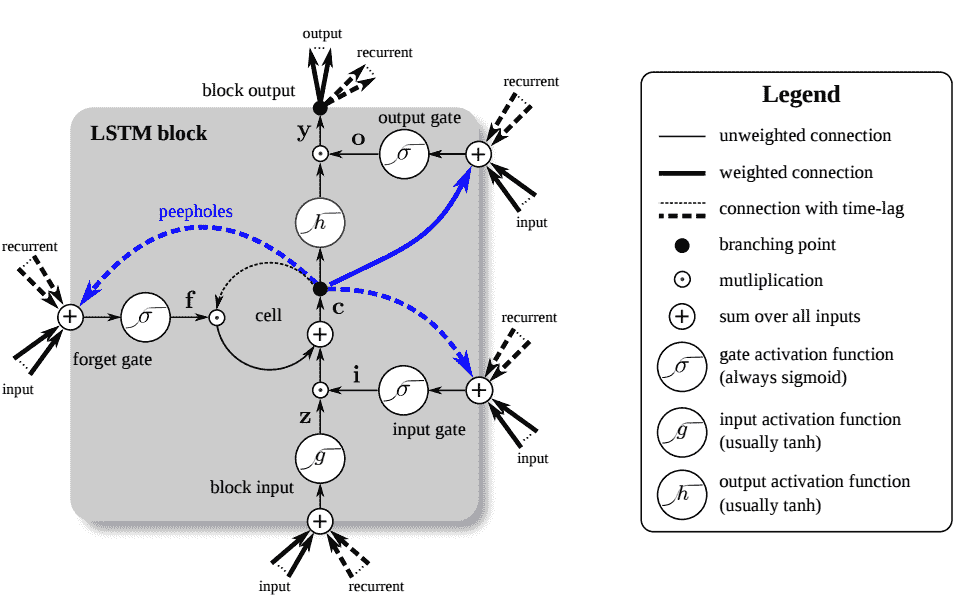 output
recurrent
block output
LSTM block
y
o
output gate
σ
recurrent
input
h
peepholes
recurrent
f
σ
cell
c
forget gate
input
recurrent
i
σ
input gate
input
z
g
block input
input
recurrent
Legend
unweighted connection
weighted connection
connection with time-lag
branching point
mutliplication
sum over all inputs
σ
gate activation function
(always sigmoid)
g
input activation function
(usually tanh)
h
output activation function
(usually tanh)